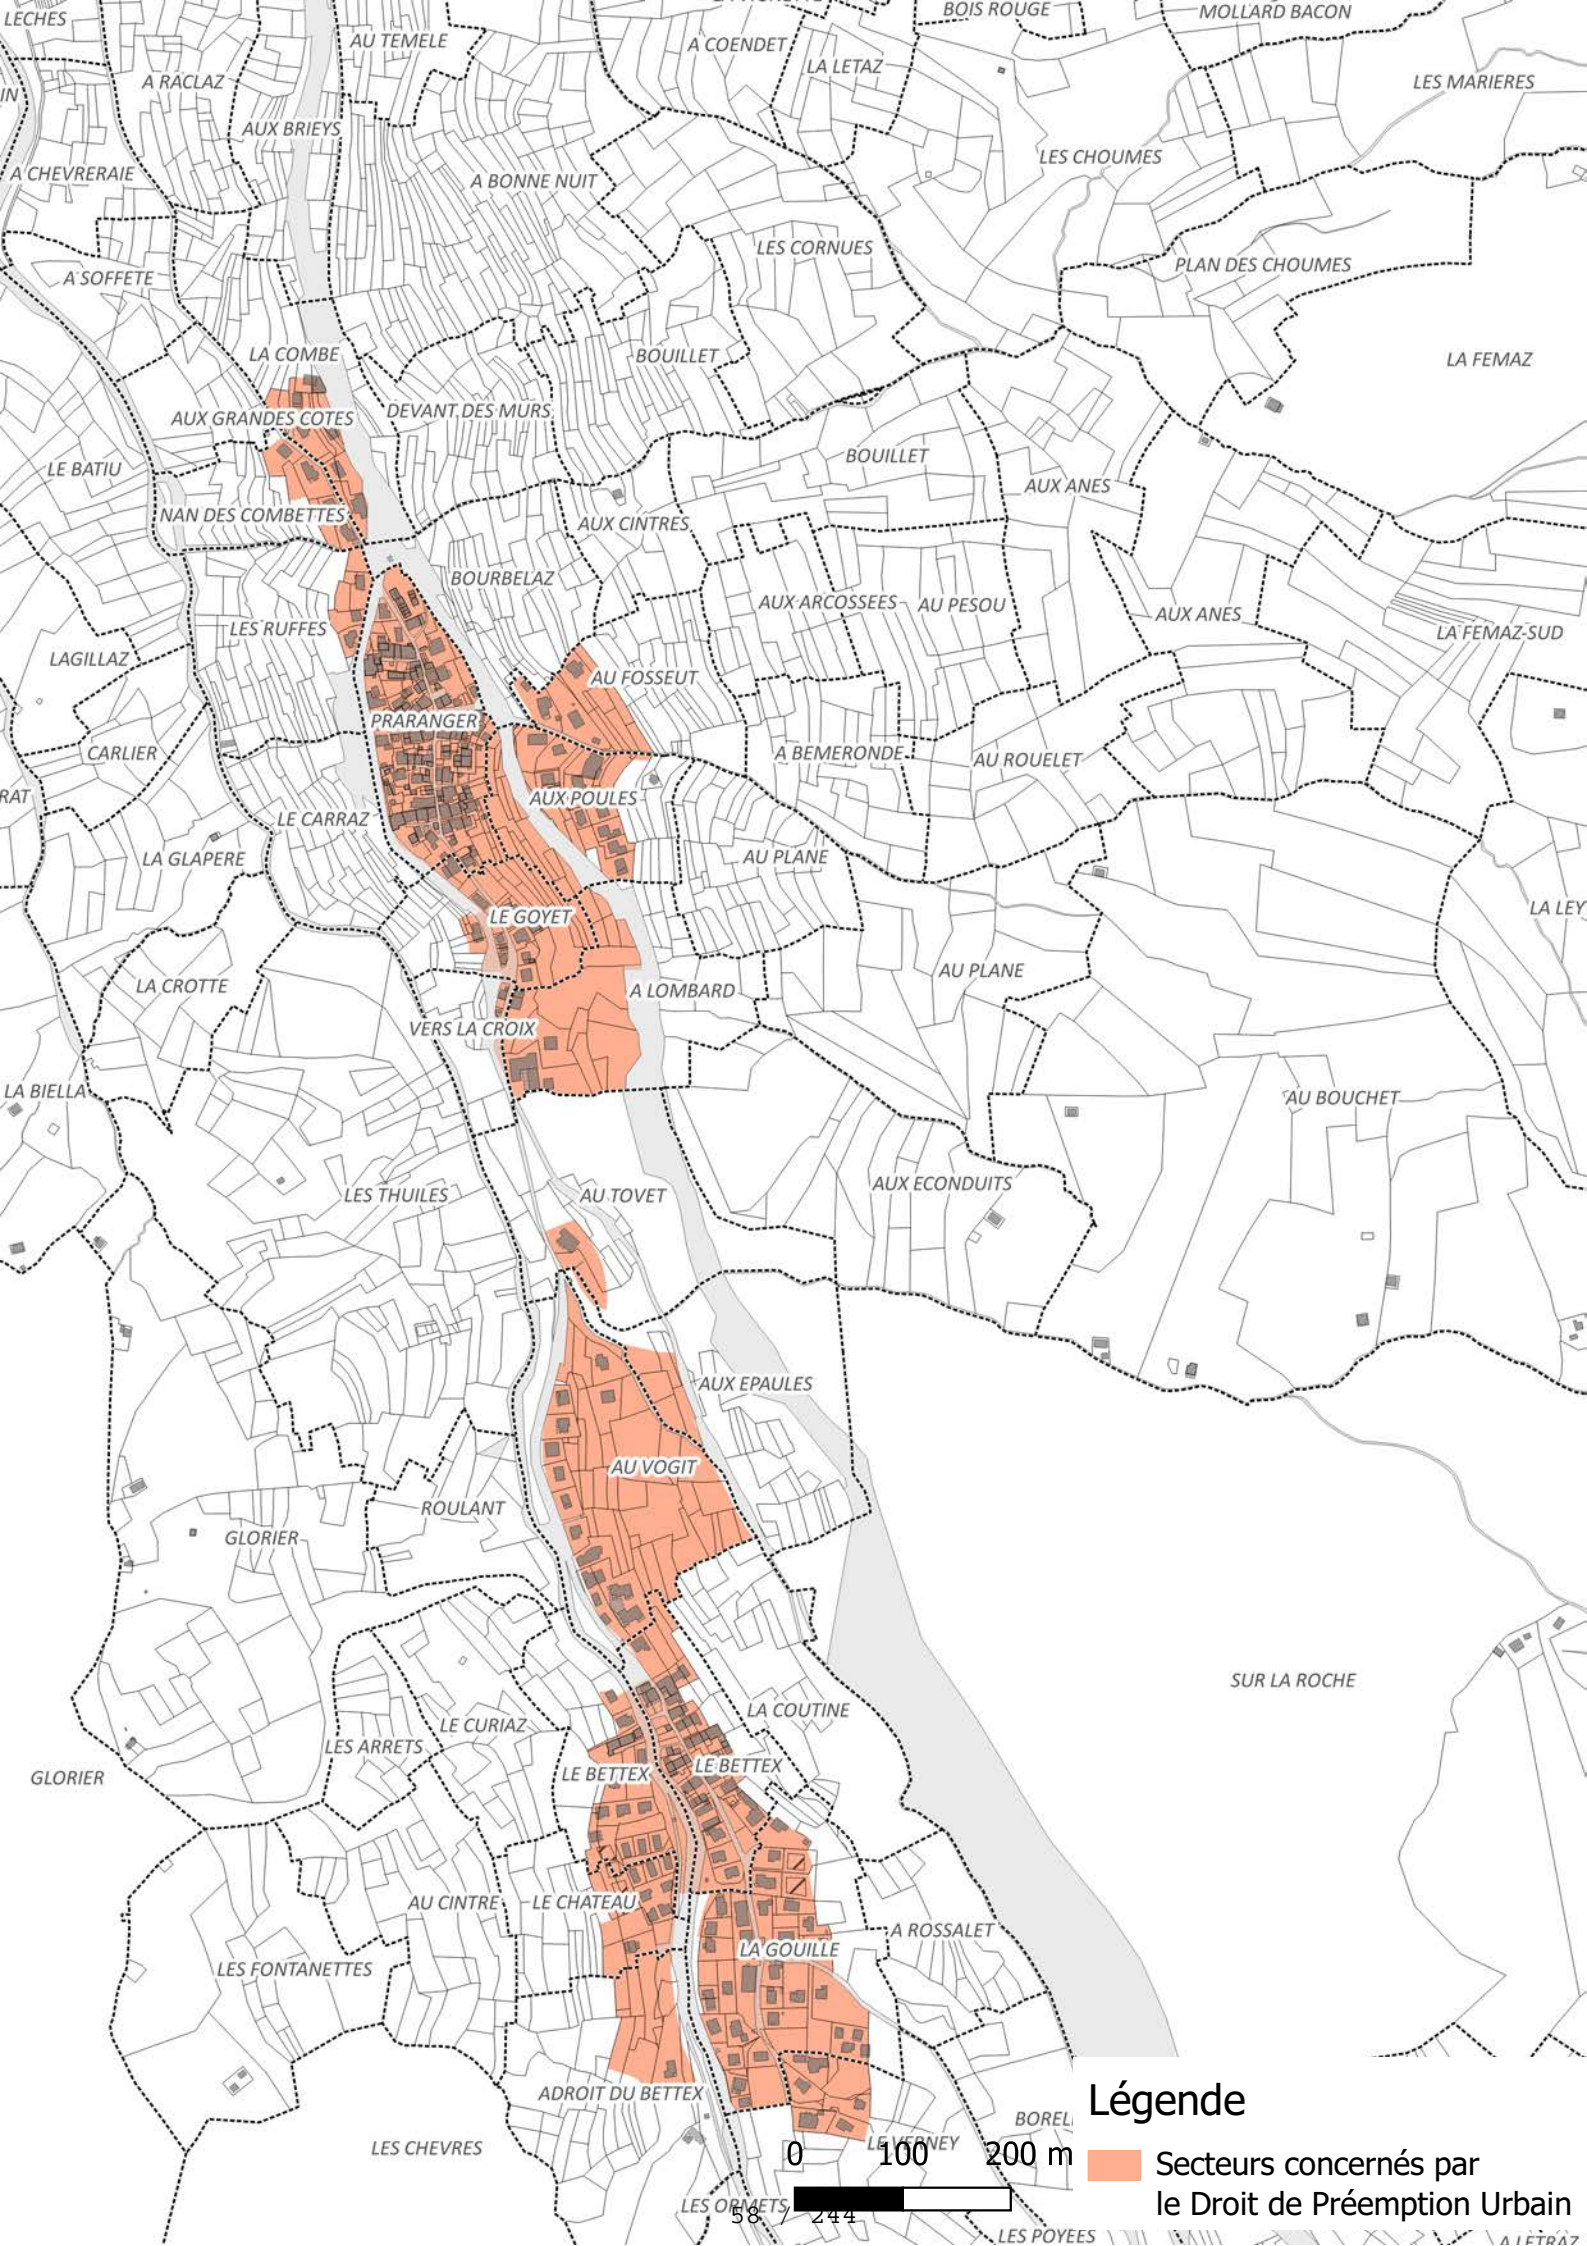 LECHES
AU TEMELE
A COENDET
BOIS ROUGE
MOLLARD BACON
A RACLAZ
LA LETAZ
LES MARIERES
IN
AUX BRIEYS
A CHEVRERAIE
A BONNE NUIT
LES CHOUMES
LES CORNUES
PLAN DES CHOUMES
A SOFFETE
LA COMBE
BOUILLET
LA FEMAZ
AUX GRANDES COTES
DEVANT DES MURS
LE BATIU
BOUILLET
AUX ANES
NAN DES COMBETTES
AUX CINTRES
BOURBELAZ
AUX ARCOSSEES
AU PESOU
AUX ANES
LES RUFFES
LA FEMAZ-SUD
LAGILLAZ
AU FOSSEUT
PRARANGER
CARLIER
A BEMERONDE
AU ROUELET
RAT
AUX POULES
LE CARRAZ
LA GLAPERE
AU PLANE
LE GOYET
LA LEY
LA CROTTE
AU PLANE
A LOMBARD
VERS LA CROIX
LA BIELLA
AU BOUCHET
LES THUILES
AU TOVET
AUX ECONDUITS
AUX EPAULES
AU VOGIT
ROULANT
GLORIER
SUR LA ROCHE
LA COUTINE
LE CURIAZ
LES ARRETS
LE BETTEX
LE BETTEX
GLORIER
AU CINTRE
LE CHATEAU
A ROSSALET
LA GOUILLE
LES FONTANETTES
ADROIT DU BETTEX
BOREL
LES CHEVRES
LE VERNEY
LES ORMETS
LES POYEES
A LETRAZ
0 100 200 m
58 / 244
Légende
Secteurs concernés par
le Droit de Préemption Urbain